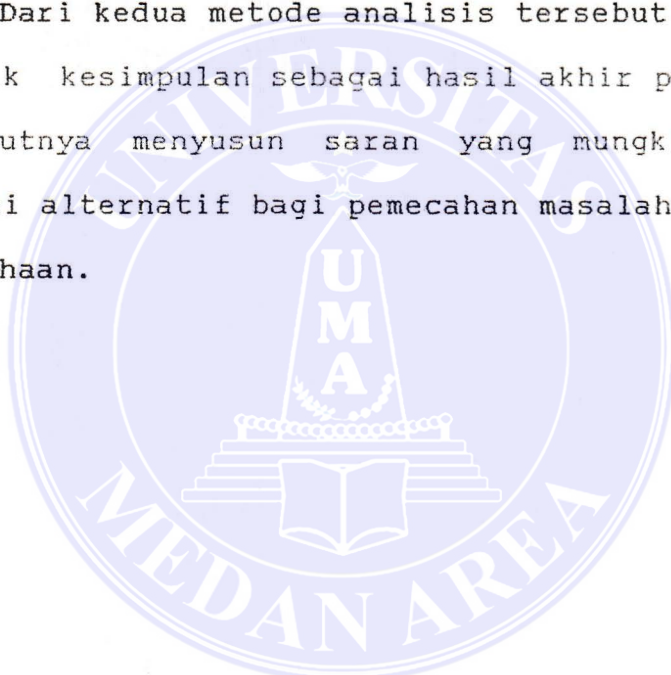 Dari kedua metode analisis tersebut
k kesimpulan sebagai hasil akhir p
utnya menyusun saran yang mungk
i alternatif bagi pemecahan masalah
haan.
UNIVERSITAS
UMA
MEDAN AREA